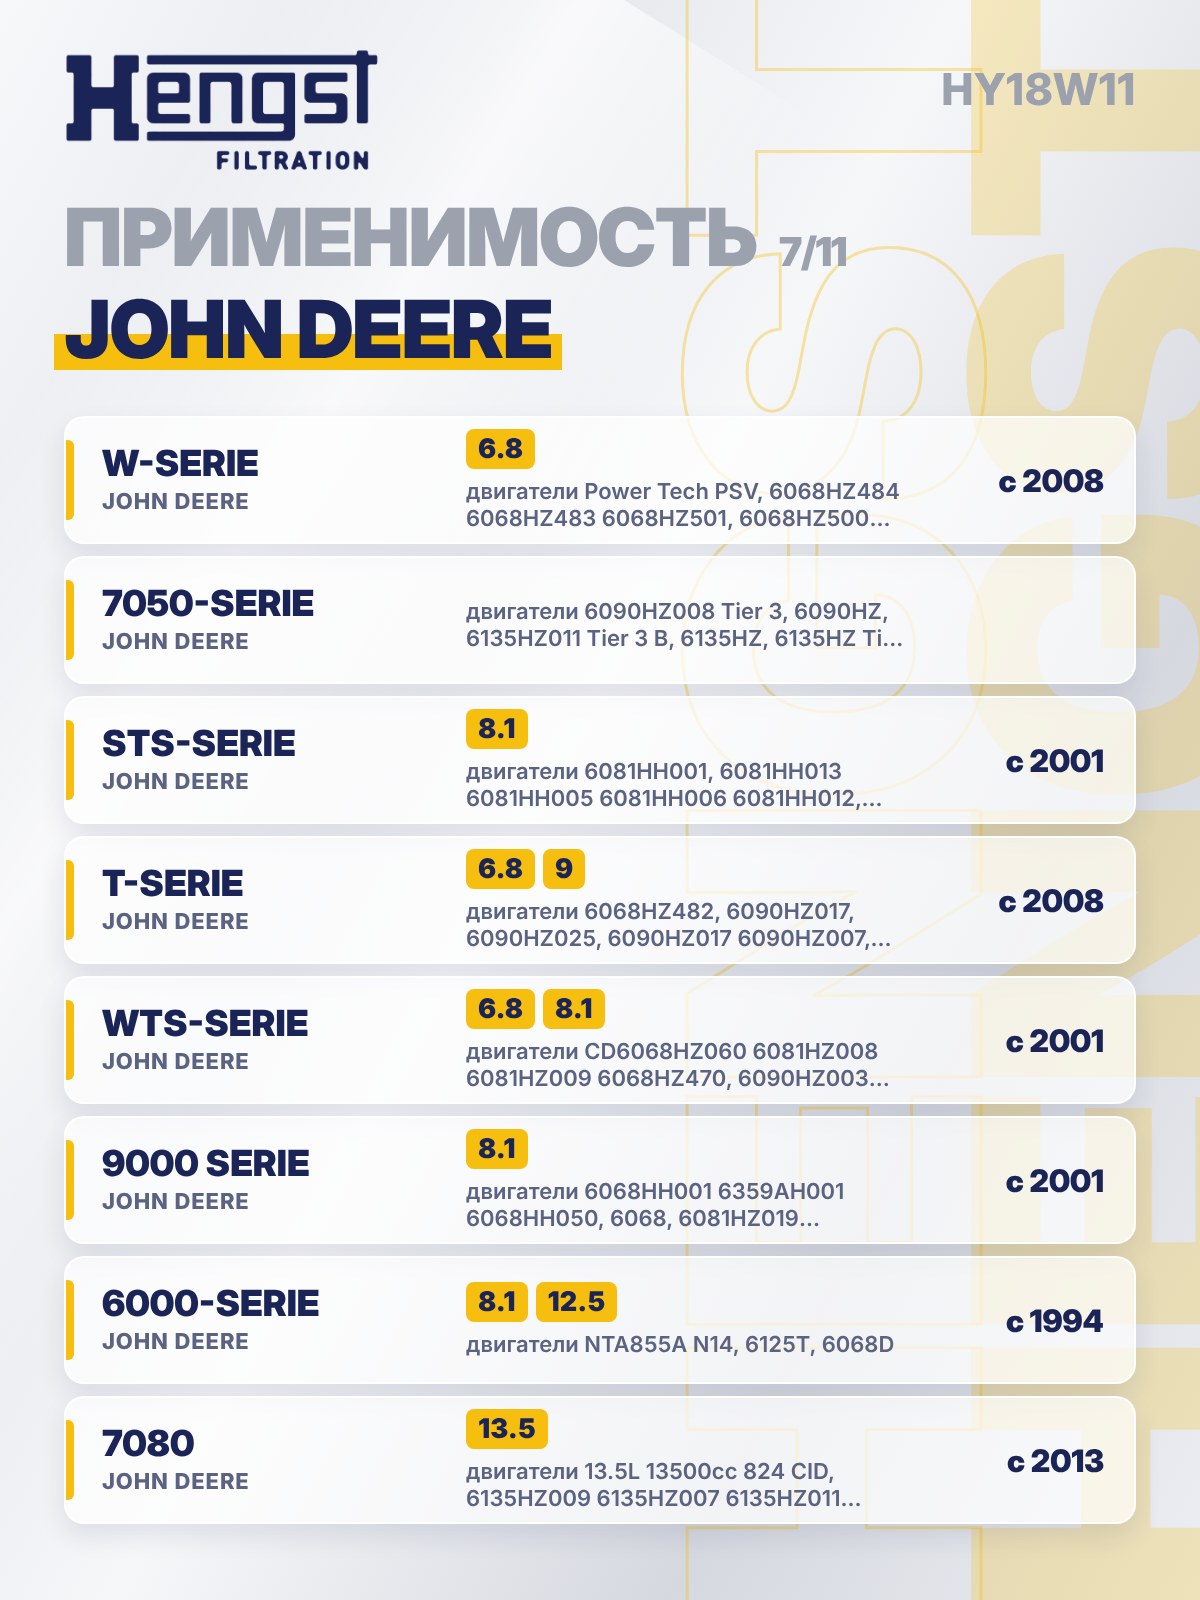 Hengst
FILTRATION
HY18W11
ПРИМЕНИМОСТЬ 7/11
JOHN DEERE
W-SERIE
JOHN DEERE
6.8
двигатели Power Tech PSV, 6068HZ484
6068HZ483 6068HZ501, 6068HZ500...
с 2008
7050-SERIE
JOHN DEERE
двигатели 6090HZ008 Tier 3, 6090HZ,
6135HZ011 Tier 3 B, 6135HZ, 6135HZ Ti...
STS-SERIE
JOHN DEERE
8.1
двигатели 6081HH001, 6081HH013
6081HH005 6081HH006 6081HH012,...
с 2001
T-SERIE
JOHN DEERE
6.8 9
двигатели 6068HZ482, 6090HZ017,
6090HZ025, 6090HZ017 6090HZ007,...
с 2008
WTS-SERIE
JOHN DEERE
6.8 8.1
двигатели CD6068HZ060 6081HZ008
6081HZ009 6068HZ470, 6090HZ003...
с 2001
9000 SERIE
JOHN DEERE
8.1
двигатели 6068HH001 6359AH001
6068HH050, 6068, 6081HZ019...
с 2001
6000-SERIE
JOHN DEERE
8.1 12.5
двигатели NTA855A N14, 6125T, 6068D
с 1994
7080
JOHN DEERE
13.5
двигатели 13.5L 13500cc 824 CID,
6135HZ009 6135HZ007 6135HZ011...
с 2013